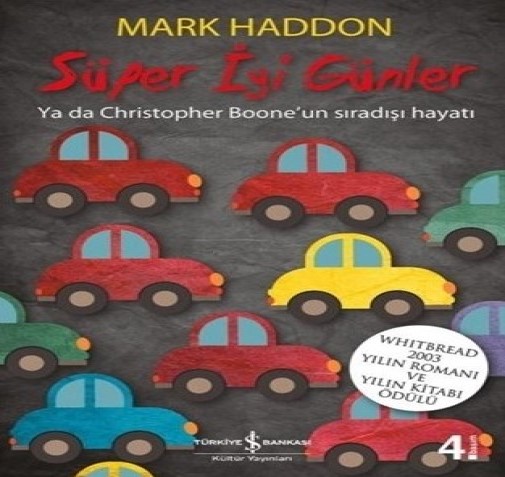 MARK HADDON
Süper İyi Günler
Ya da Christopher Boone'un sıradışı hayatı
WHITBREAD
2003
YILIN ROMANI
VE
YILIN KİTABI
ÖDÜLÜ
TÜRKİYE İŞ BANKASI
Kültür Yayınları
4.
basım